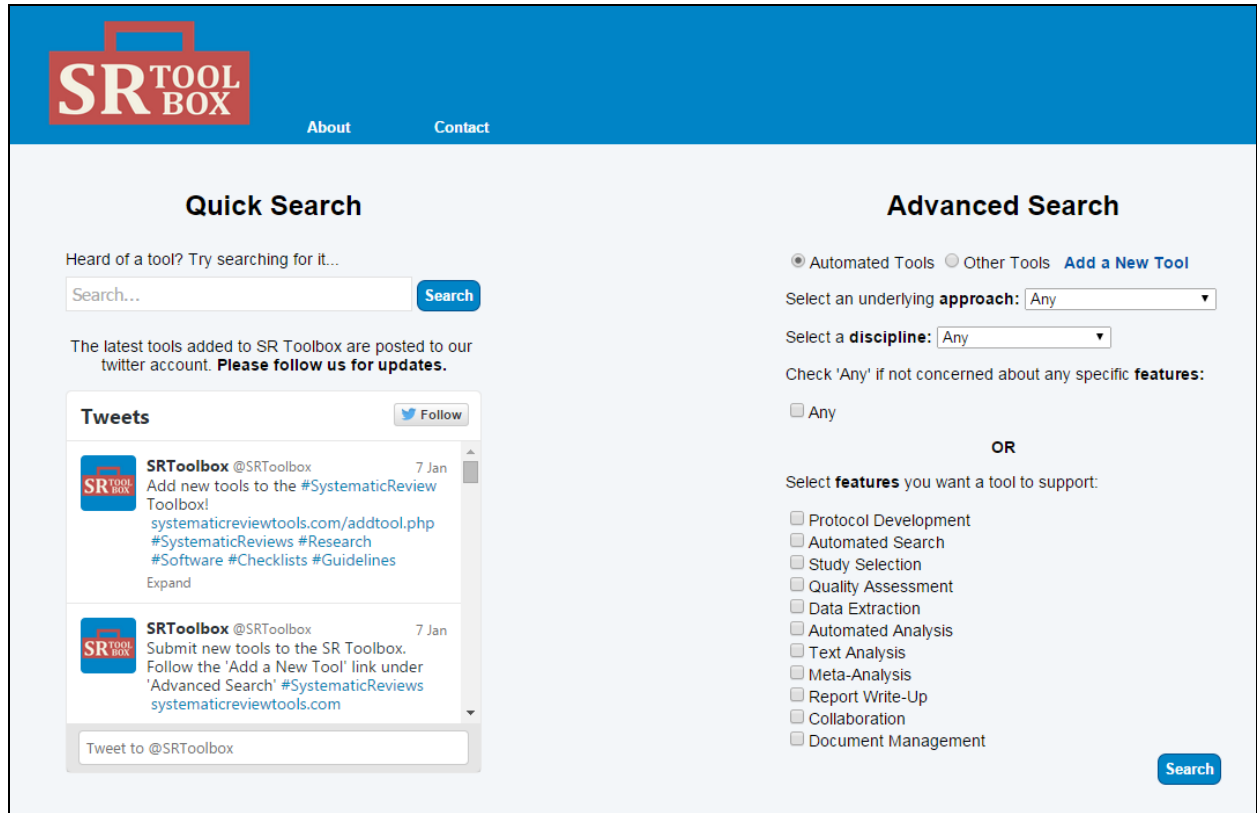 SR TOOL BOX
About Contact
Quick Search
Heard of a tool? Try searching for it...
Search... Search
The latest tools added to SR Toolbox are posted to our
twitter account. Please follow us for updates.
Tweets Follow
SRToolbox @SRToolbox 7 Jan
Add new tools to the #SystematicReview
Toolbox!
systematicreviewtools.com/addtool.php
#SystematicReviews #Research
#Software #Checklists #Guidelines
Expand
SR TOOL BOX
SRToolbox @SRToolbox 7 Jan
Submit new tools to the SR Toolbox.
Follow the 'Add a New Tool' link under
'Advanced Search' #SystematicReviews
systematicreviewtools.com
SR TOOL BOX
Tweet to @SRToolbox
Advanced Search
Automated Tools Other Tools Add a New Tool
Select an underlying approach: Any
Select a discipline: Any
Check 'Any' if not concerned about any specific features:
Any
OR
Select features you want a tool to support:
Protocol Development
Automated Search
Study Selection
Quality Assessment
Data Extraction
Automated Analysis
Text Analysis
Meta-Analysis
Report Write-Up
Collaboration
Document Management
Search